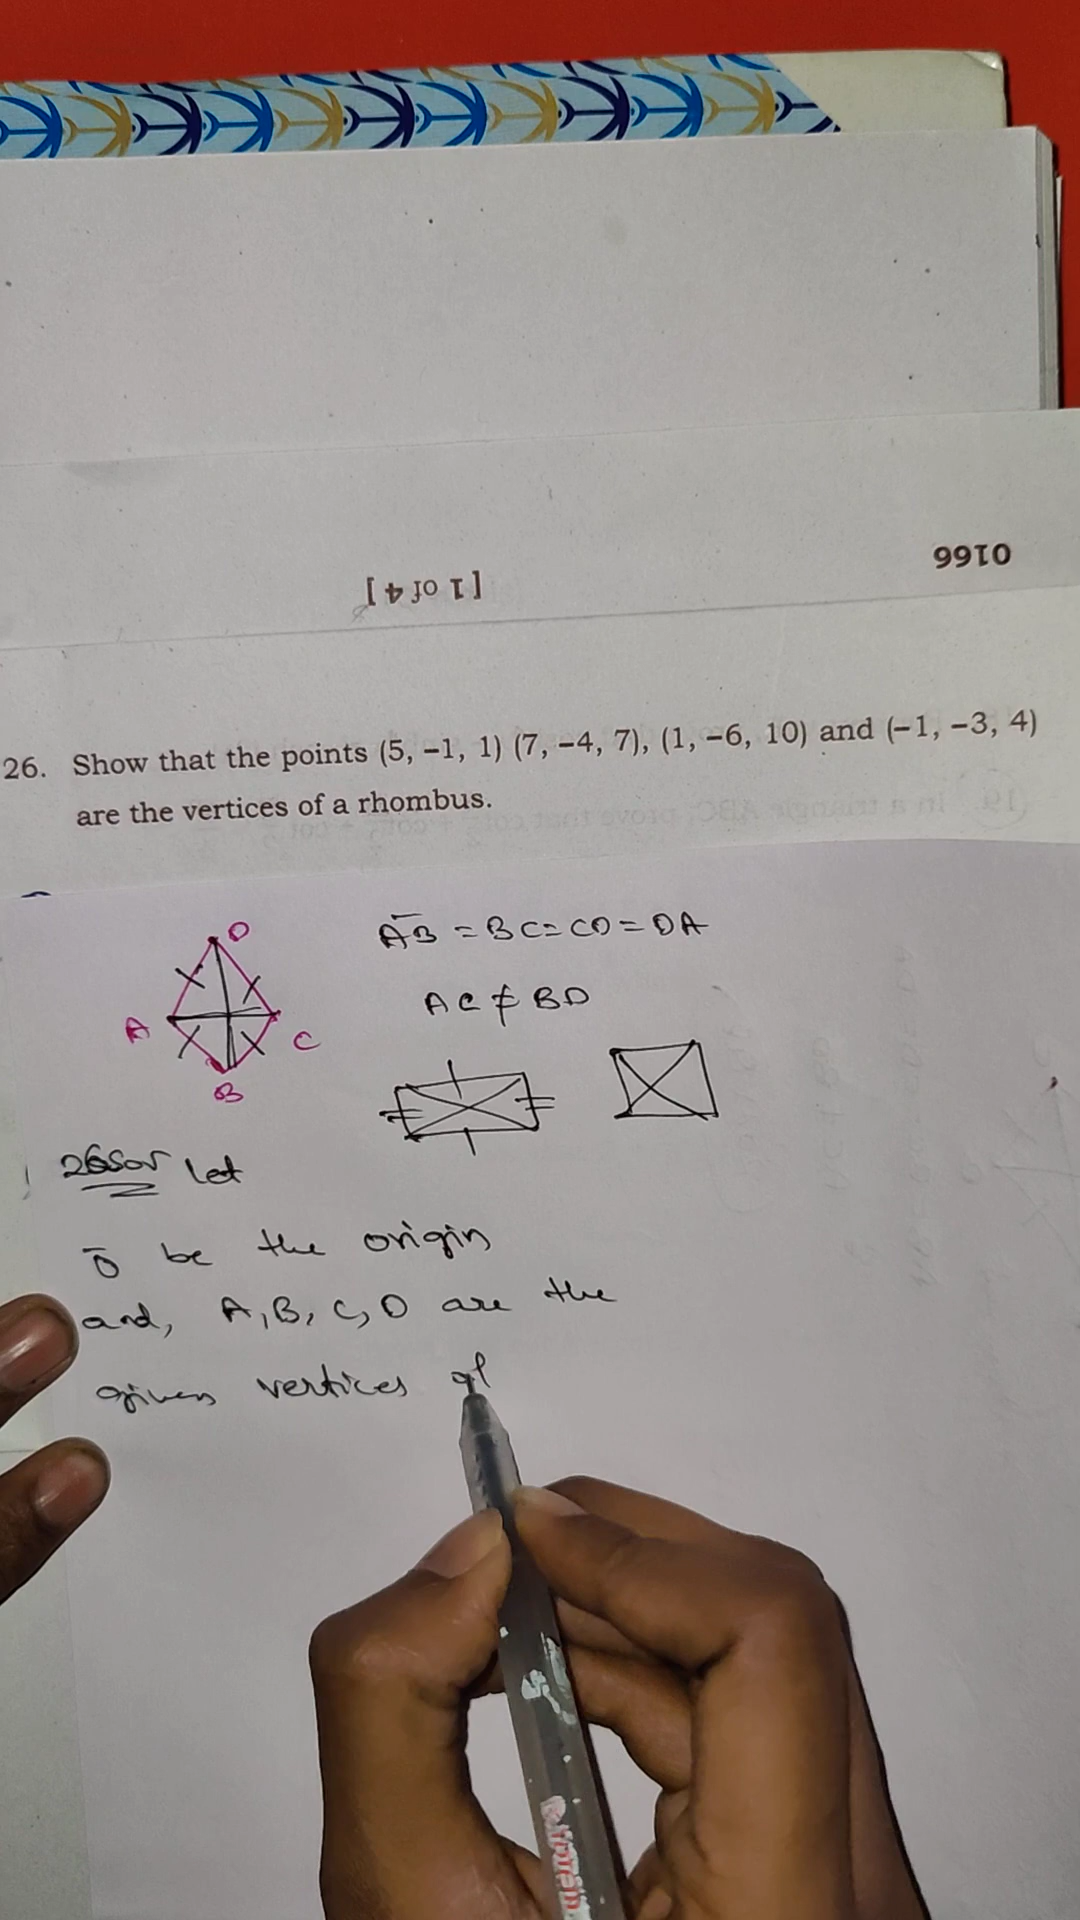 0166
[ 1 of 4 ]
26. Show that the points (5, −1, 1) (7, −4, 7), (1, −6, 10) and (−1, −3, 4)
are the vertices of a rhombus.
D
A
C
B
AB̅ = BC = CD = DA
AC ≠ BD
26 Sol Let
O̅ be the origin
and, A, B, C, D are the
given vertices of